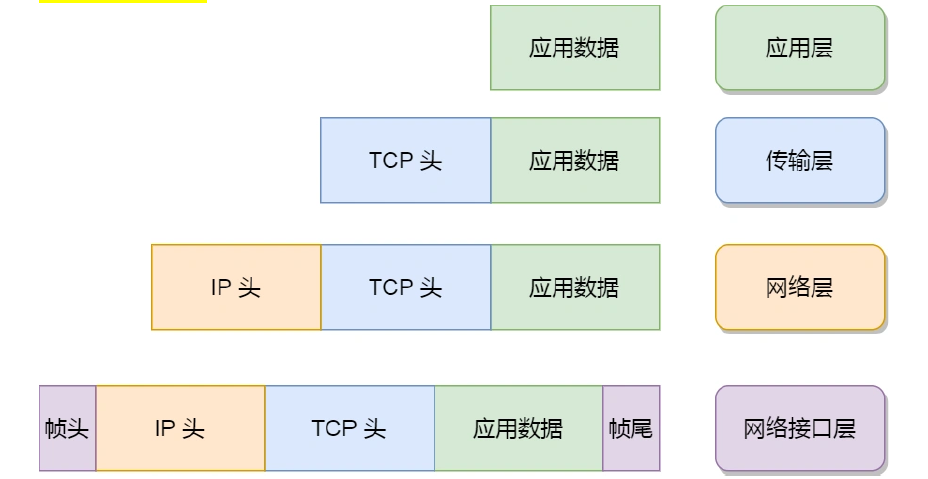 应用数据 应用层
TCP 头 应用数据 传输层
IP 头 TCP 头 应用数据 网络层
帧头 IP 头 TCP 头 应用数据 帧尾 网络接口层